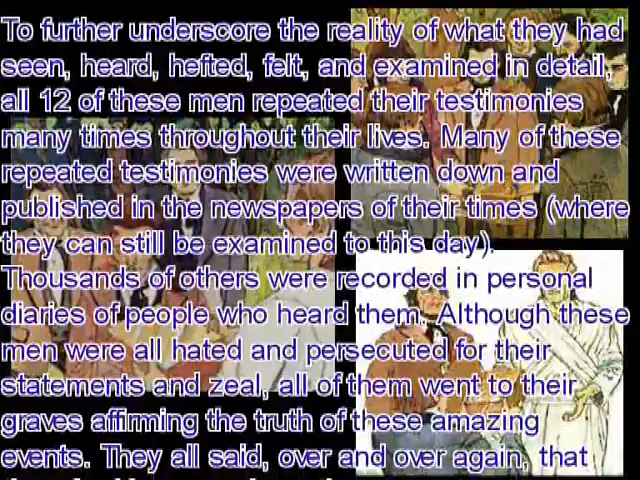 To further underscore the reality of what they had
seen, heard, hefted, felt, and examined in detail,
all 12 of these men repeated their testimonies
many times throughout their lives. Many of these
repeated testimonies were written down and
published in the newspapers of their times (where
they can still be examined to this day).
Thousands of others were recorded in personal
diaries of people who heard them. Although these
men were all hated and persecuted for their
statements and zeal, all of them went to their
graves affirming the truth of these amazing
events. They all said, over and over again, that